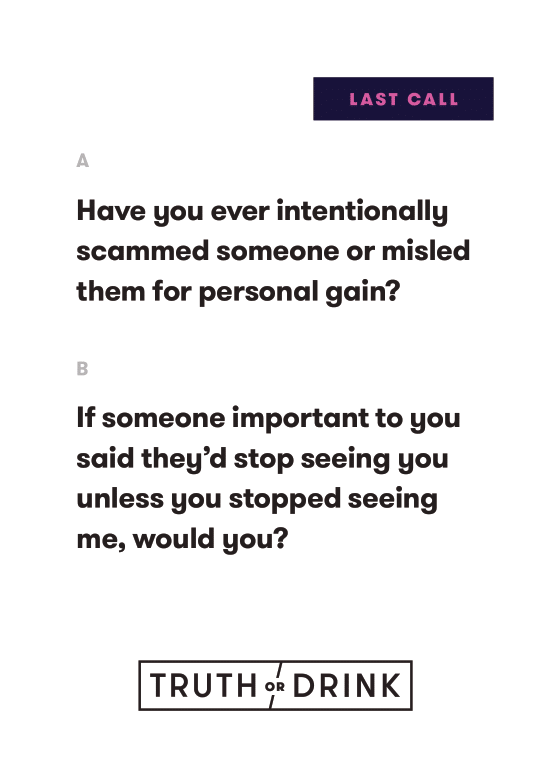 LAST CALL
A
Have you ever intentionally
scammed someone or misled
them for personal gain?
B
If someone important to you
said they’d stop seeing you
unless you stopped seeing
me, would you?
TRUTH OR DRINK